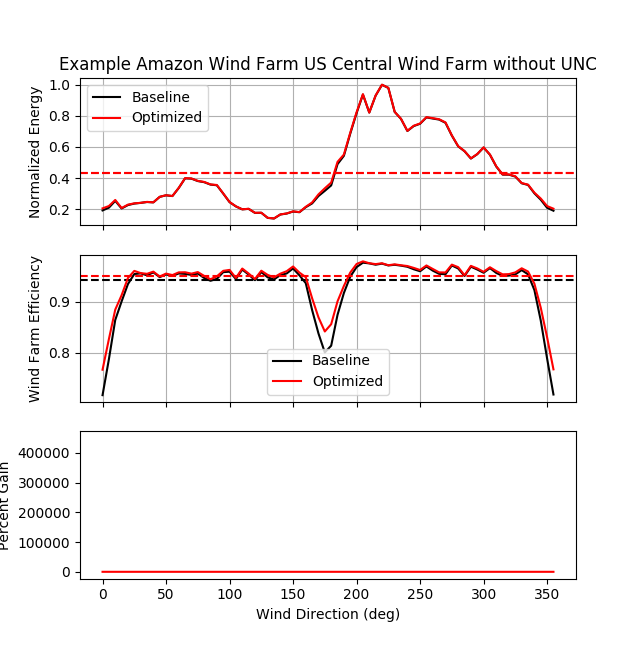 Example Amazon Wind Farm US Central Wind Farm without UNC
Normalized Energy
1.0
0.8
0.6
0.4
0.2
Baseline
Optimized
Wind Farm Efficiency
0.9
0.8
Baseline
Optimized
Percent Gain
400000
300000
200000
100000
0
0 50 100 150 200 250 300 350
Wind Direction (deg)